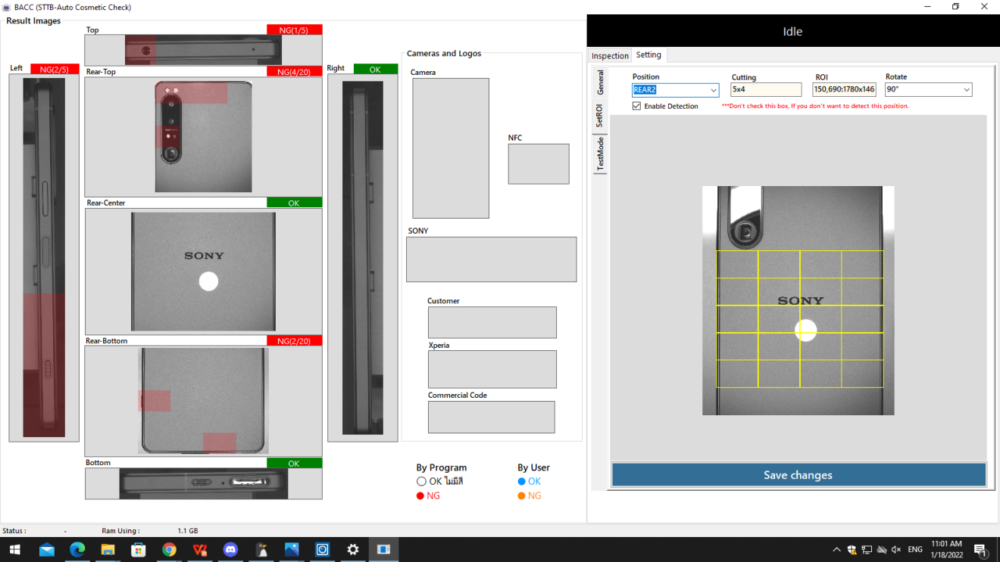 BACC (STTB-Auto Cosmetic Check)
Result Images
Top
NG(1/5)
Left
NG(2/5)
Rear-Top
NG(4/20)
Right
OK
Rear-Center
OK
SONY
Rear-Bottom
NG(2/20)
Bottom
OK
Cameras and Logos
Camera
NFC
SONY
Customer
Xperia
Commercial Code
By Program
OK ไม่มีสี
NG
By User
OK
NG
Idle
Inspection
Setting
General
SetROI
TestMode
Position
REAR2
Cutting
5x4
ROI
150,690:1780x146
Rotate
90°
Enable Detection
***Don't check this box, If you don't want to detect this position.
SONY
Save changes
Status :
-
Ram Using :
1.1 GB
ENG
11:01 AM
1/18/2022
1